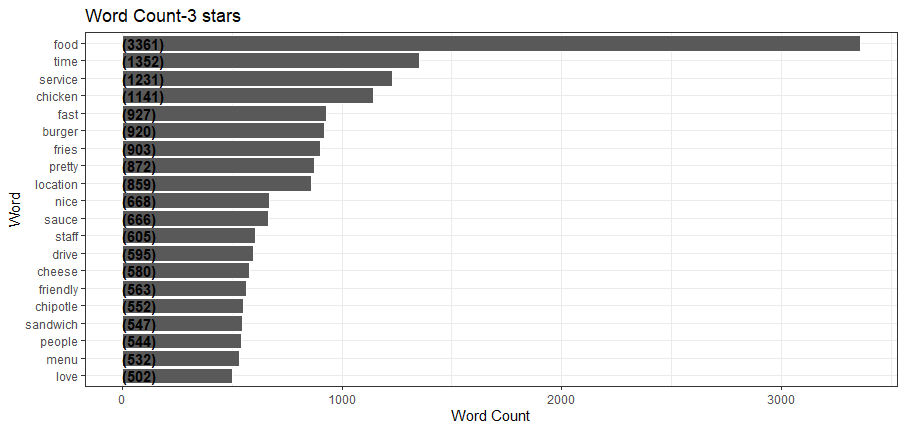 Word Count-3 stars
food (3361)
time (1352)
service (1231)
chicken (1141)
fast (927)
burger (920)
fries (903)
pretty (872)
location (859)
nice (668)
sauce (666)
staff (605)
drive (595)
cheese (580)
friendly (563)
chipotle (552)
sandwich (547)
people (544)
menu (532)
love (502)
Word
0 1000 2000 3000
Word Count